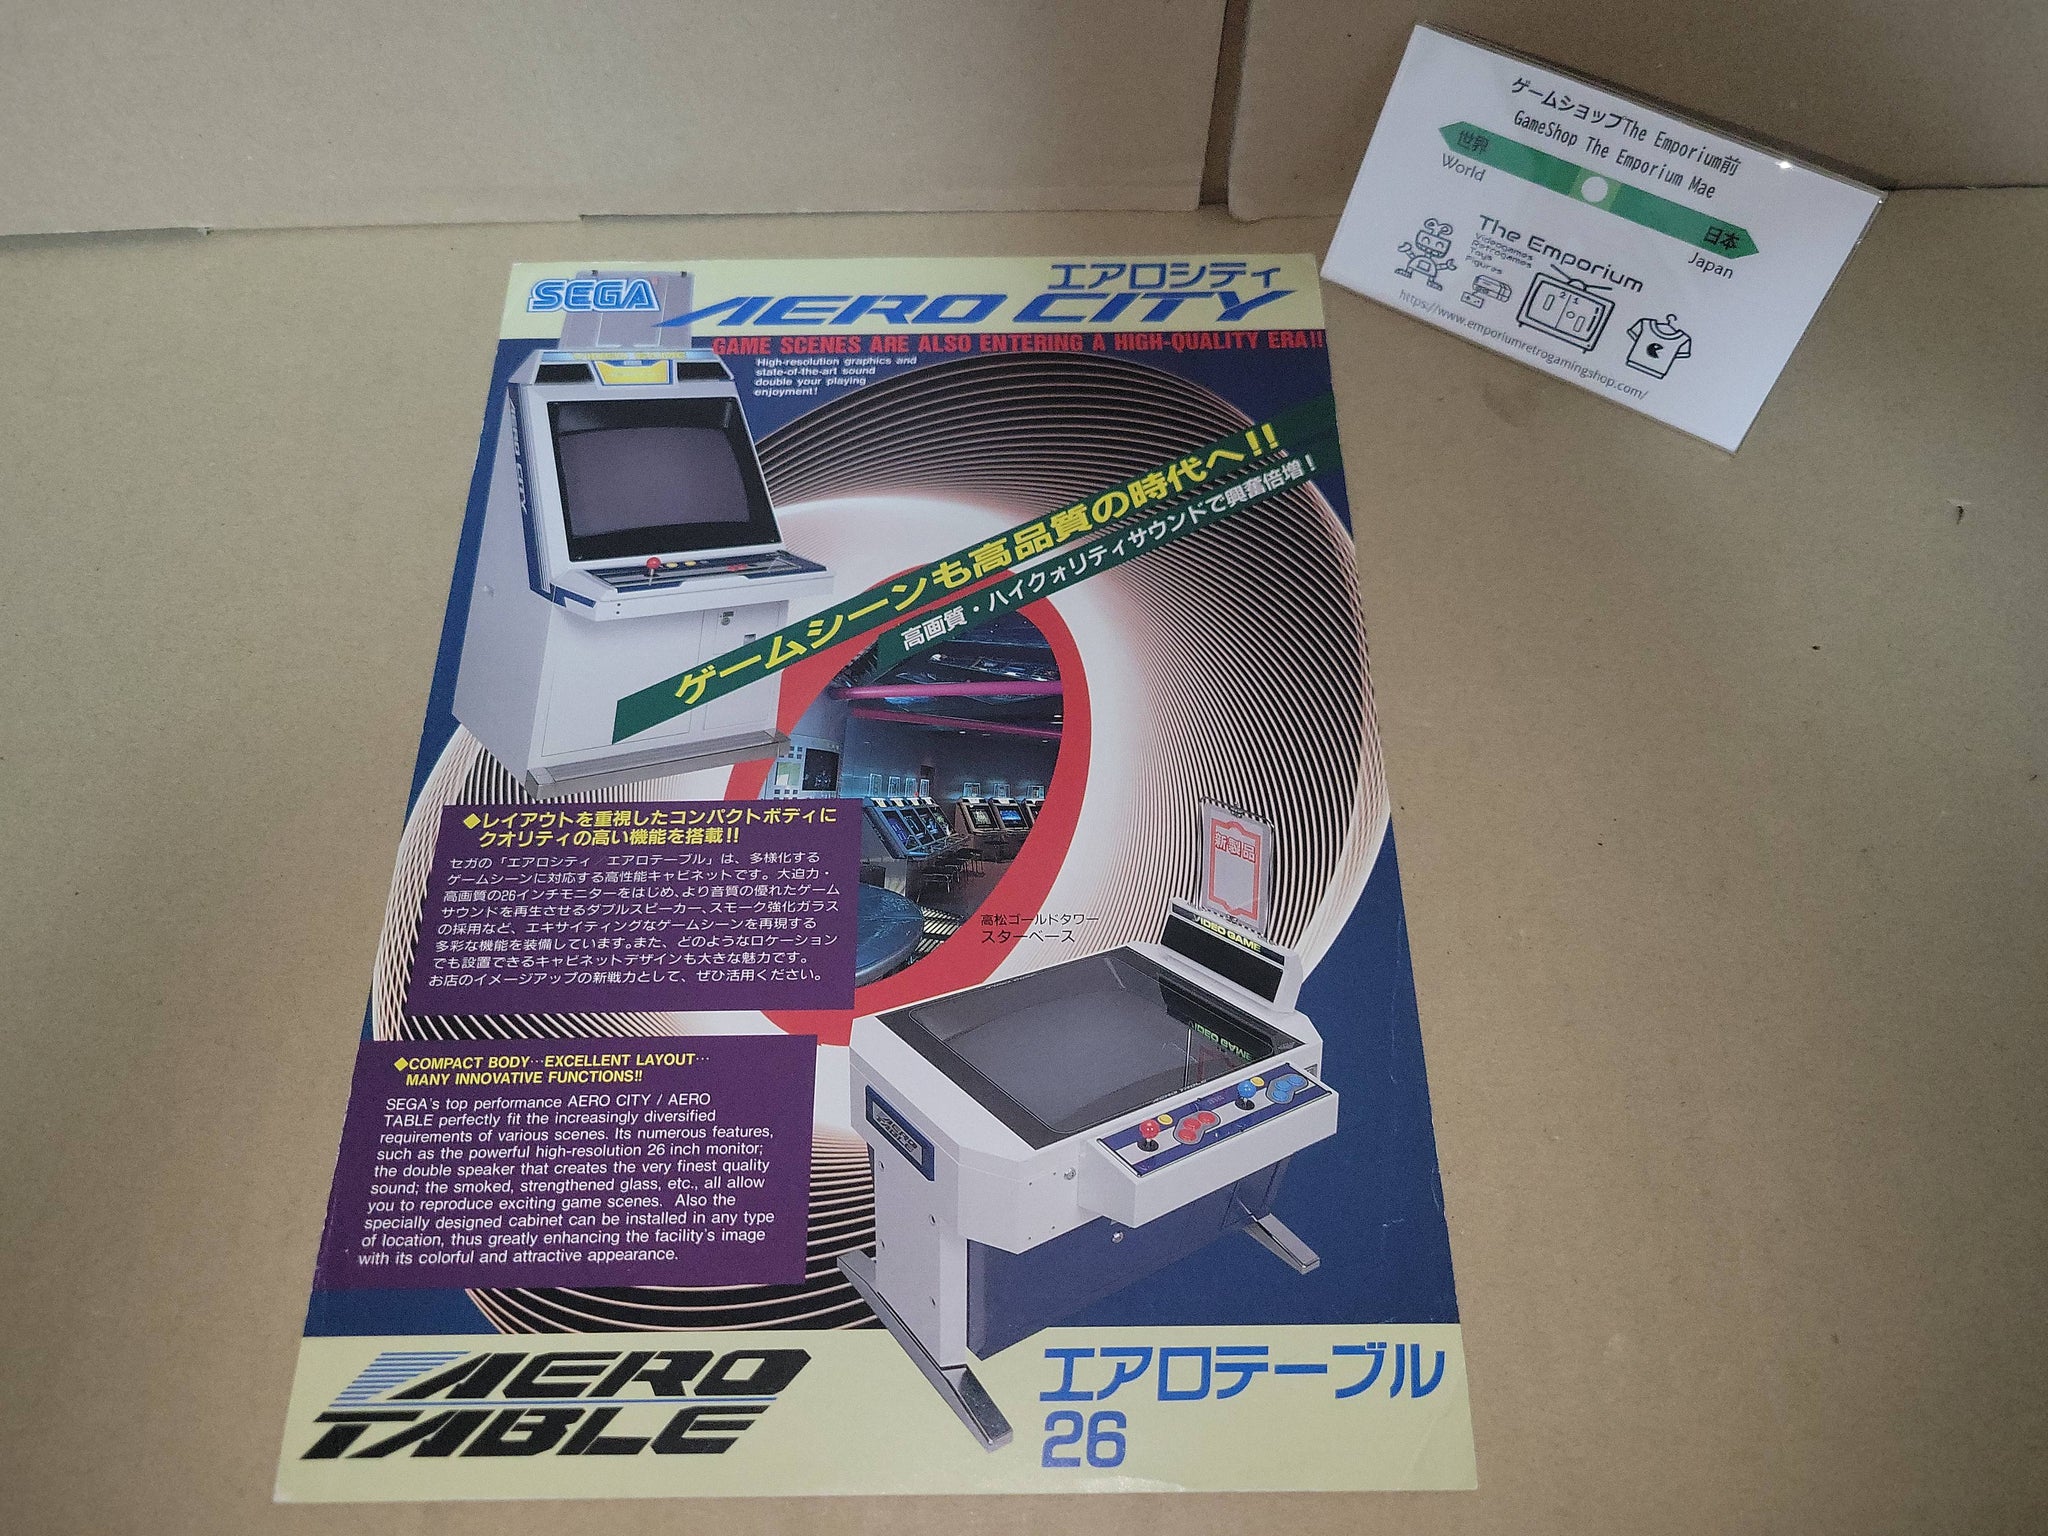 ゲームショップThe Emporium前
GameShop The Emporium Mae
世界
World
日本
Japan
The Emporium
Videogames
Retrogames
Toys
Figures
https://www.emporiumretrogamingshop.com/
SEGA
エアロシティ
AERO CITY
GAME SCENES ARE ALSO ENTERING A HIGH-QUALITY ERA!!
High-resolution graphics and
state-of-the-art sound
double your playing
enjoyment!
AERO CITY
ゲームシーンも高品質の時代へ!!
高画質・ハイクォリティサウンドで興奮倍増!
◆レイアウトを重視したコンパクトボディに
クオリティの高い機能を搭載!!
セガの「エアロシティ/エアロテーブル」は、多様化する
ゲームシーンに対応する高性能キャビネットです。大迫力・
高画質の26インチモニターをはじめ、より音質の優れたゲーム
サウンドを再生させるダブルスピーカー、スモーク強化ガラス
の採用など、エキサイティングなゲームシーンを再現する
多彩な機能を装備しています。また、どのようなロケーション
でも設置できるキャビネットデザインも大きな魅力です。
お店のイメージアップの新戦力として、ぜひ活用ください。
高松ゴールドタワー
スターベース
新製品
VIDEO GAME
◆COMPACT BODY…EXCELLENT LAYOUT…
MANY INNOVATIVE FUNCTIONS!!
SEGA's top performance AERO CITY / AERO
TABLE perfectly fit the increasingly diversified
requirements of various scenes. Its numerous features,
such as the powerful high-resolution 26 inch monitor;
the double speaker that creates the very finest quality
sound; the smoked, strengthened glass, etc., all allow
you to reproduce exciting game scenes. Also the
specially designed cabinet can be installed in any type
of location, thus greatly enhancing the facility's image
with its colorful and attractive appearance.
AERO
TABLE
エアロテーブル
26